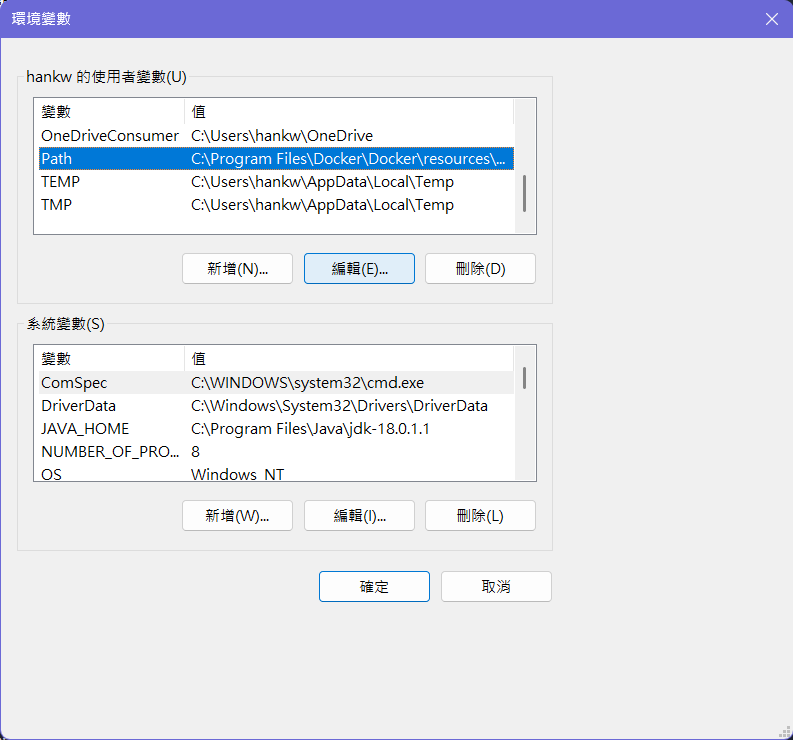 環境變數
hankw 的使用者變數(U)
變數 值
OneDriveConsumer C:\Users\hankw\OneDrive
Path C:\Program Files\Docker\Docker\resources\...
TEMP C:\Users\hankw\AppData\Local\Temp
TMP C:\Users\hankw\AppData\Local\Temp
新增(N)... 編輯(E)... 刪除(D)
系統變數(S)
變數 值
ComSpec C:\WINDOWS\system32\cmd.exe
DriverData C:\Windows\System32\Drivers\DriverData
JAVA_HOME C:\Program Files\Java\jdk-18.0.1.1
NUMBER_OF_PRO... 8
OS Windows_NT
新增(W)... 編輯(I)... 刪除(L)
確定 取消